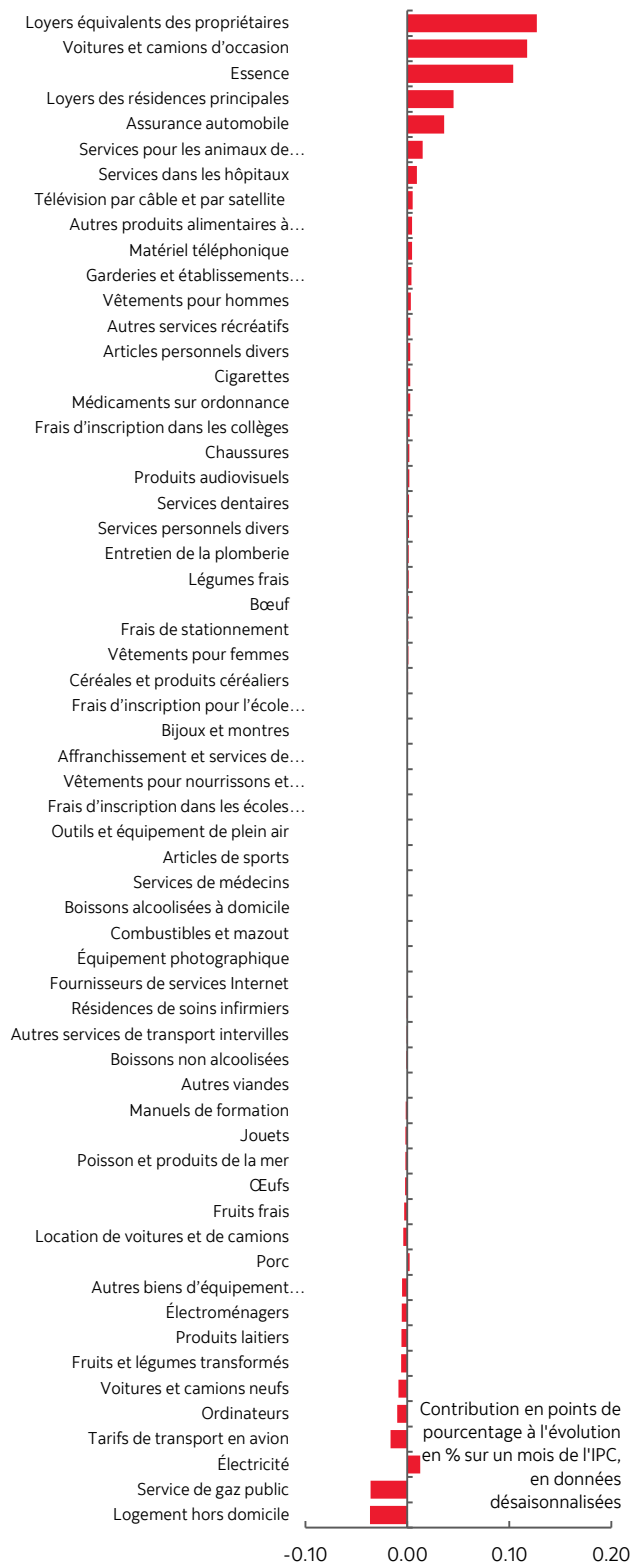 Loyers équivalents des propriétaires
Voitures et camions d’occasion
Essence
Loyers des résidences principales
Assurance automobile
Services pour les animaux de…
Services dans les hôpitaux
Télévision par câble et par satellite
Autres produits alimentaires à…
Matériel téléphonique
Garderies et établissements…
Vêtements pour hommes
Autres services récréatifs
Articles personnels divers
Cigarettes
Médicaments sur ordonnance
Frais d’inscription dans les collèges
Chaussures
Produits audiovisuels
Services dentaires
Services personnels divers
Entretien de la plomberie
Légumes frais
Bœuf
Frais de stationnement
Vêtements pour femmes
Céréales et produits céréaliers
Frais d’inscription pour l’école…
Bijoux et montres
Affranchissement et services de…
Vêtements pour nourrissons et…
Frais d’inscription dans les écoles…
Outils et équipement de plein air
Articles de sports
Services de médecins
Boissons alcoolisées à domicile
Combustibles et mazout
Équipement photographique
Fournisseurs de services Internet
Résidences de soins infirmiers
Autres services de transport intervilles
Boissons non alcoolisées
Autres viandes
Manuels de formation
Jouets
Poisson et produits de la mer
Œufs
Fruits frais
Location de voitures et de camions
Porc
Autres biens d’équipement…
Électroménagers
Produits laitiers
Fruits et légumes transformés
Voitures et camions neufs
Ordinateurs
Tarifs de transport en avion
Électricité
Service de gaz public
Logement hors domicile
Contribution en points de
pourcentage à l'évolution
en % sur un mois de l'IPC,
en données
désaisonnalisées
-0.10 0.00 0.10 0.20